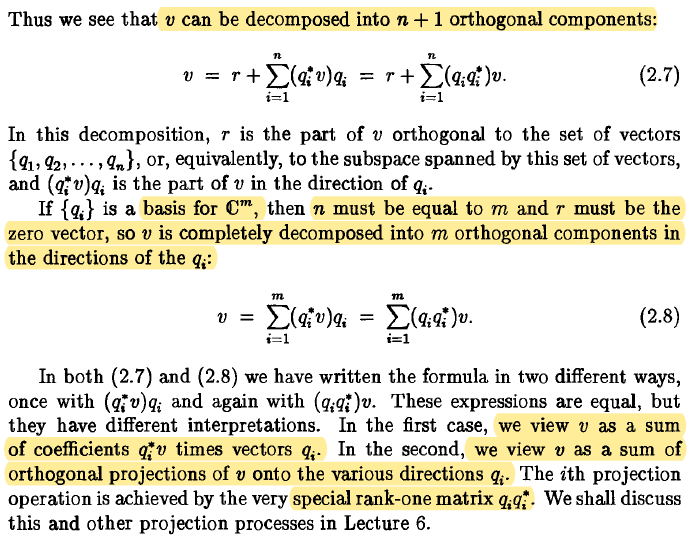 Thus we see that v can be decomposed into n + 1 orthogonal components:
v = r + ∑_{i=1}^{n} (q_i^* v)q_i = r + ∑_{i=1}^{n} (q_i q_i^*)v. (2.7)
In this decomposition, r is the part of v orthogonal to the set of vectors
{q_1, q_2, . . . , q_n}, or, equivalently, to the subspace spanned by this set of vectors,
and (q_i^* v)q_i is the part of v in the direction of q_i.
If {q_i} is a basis for ℂ^m, then n must be equal to m and r must be the
zero vector, so v is completely decomposed into m orthogonal components in
the directions of the q_i:
v = ∑_{i=1}^{m} (q_i^* v)q_i = ∑_{i=1}^{m} (q_i q_i^*)v. (2.8)
In both (2.7) and (2.8) we have written the formula in two different ways,
once with (q_i^* v)q_i and again with (q_i q_i^*)v. These expressions are equal, but
they have different interpretations. In the first case, we view v as a sum
of coefficients q_i^* v times vectors q_i. In the second, we view v as a sum of
orthogonal projections of v onto the various directions q_i. The ith projection
operation is achieved by the very special rank-one matrix q_i q_i^*. We shall discuss
this and other projection processes in Lecture 6.